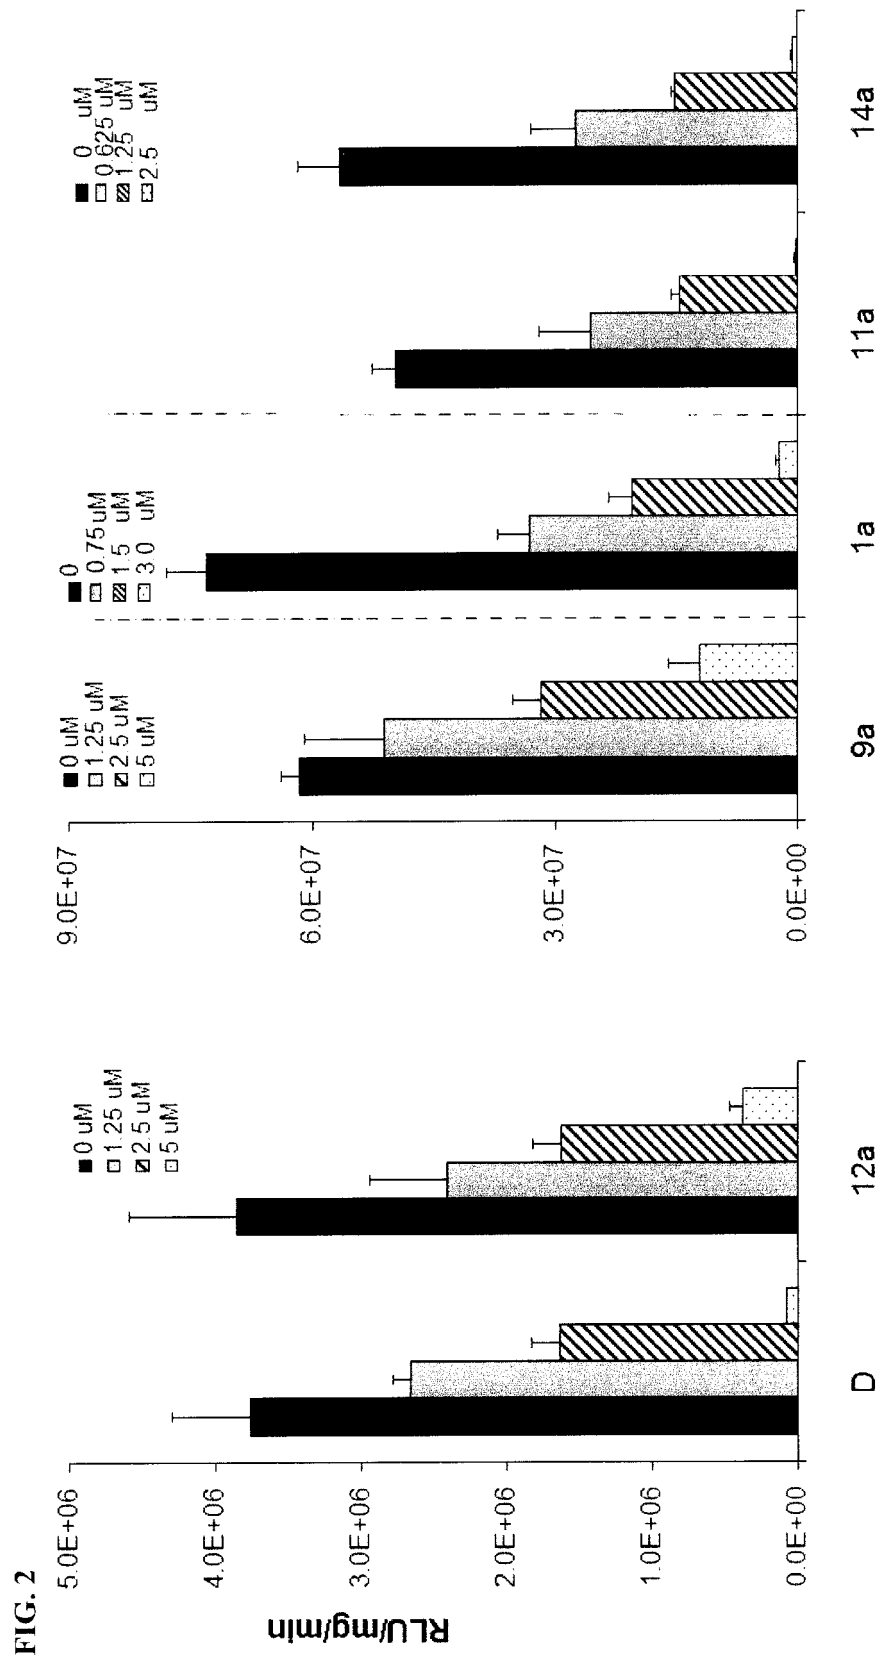 FIG. 2
RLU/mg/min
5.0E+06
4.0E+06
3.0E+06
2.0E+06
1.0E+06
0.0E+00
0 uM
1.25 uM
2.5 uM
5 uM
D
12a
9.0E+07
6.0E+07
3.0E+07
0.0E+00
0 uM
1.25 uM
2.5 uM
5 uM
0
0.75 uM
1.5 uM
3.0 uM
0 uM
0.625 uM
1.25 uM
2.5 uM
9a
1a
11a
14a